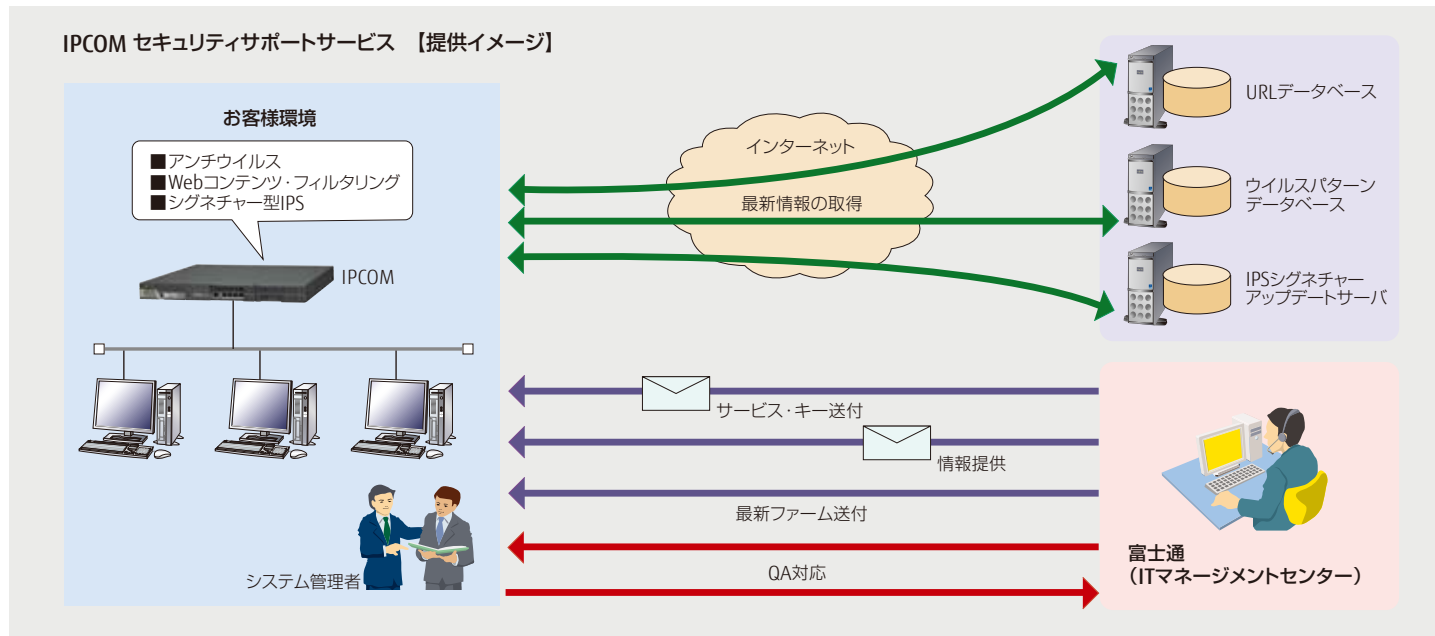 IPCOM セキュリティサポートサービス 【提供イメージ】
お客様環境
■アンチウイルス
■Webコンテンツ・フィルタリング
■シグネチャー型IPS
IPCOM
システム管理者
インターネット
最新情報の取得
URLデータベース
ウイルスパターン
データベース
IPSシグネチャー
アップデートサーバ
サービス・キー送付
情報提供
最新ファーム送付
QA対応
富士通
（ITマネージメントセンター）